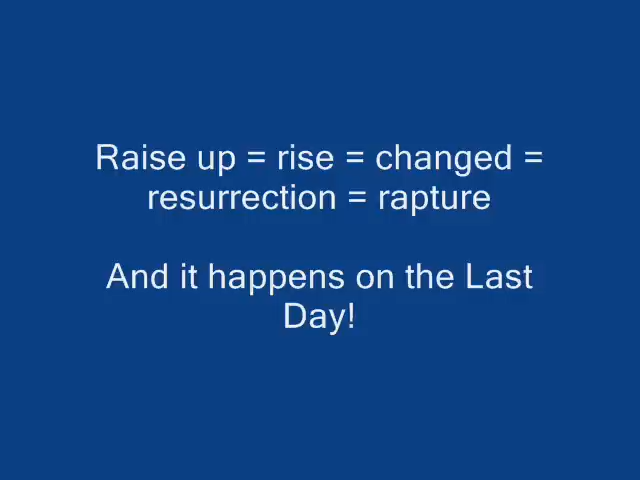 Raise up = rise = changed =
resurrection = rapture
And it happens on the Last
Day!